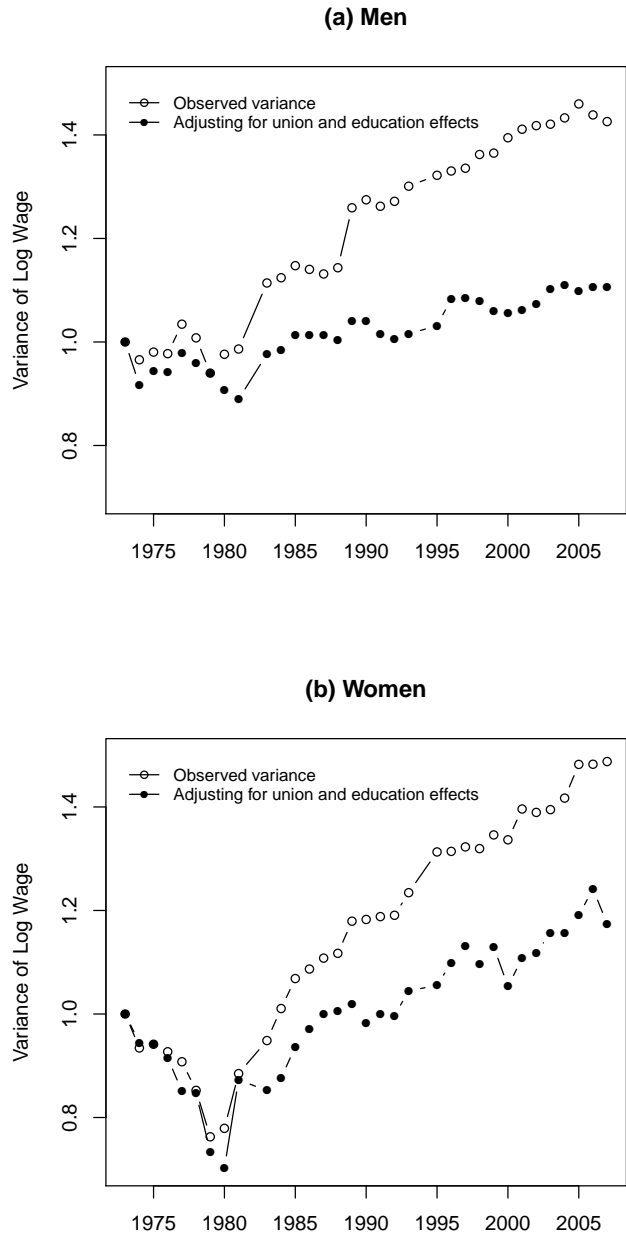 (a) Men
Observed variance
Adjusting for union and education effects
Variance of Log Wage
1.4
1.2
1.0
0.8
1975 1980 1985 1990 1995 2000 2005
(b) Women
Observed variance
Adjusting for union and education effects
Variance of Log Wage
1.4
1.2
1.0
0.8
1975 1980 1985 1990 1995 2000 2005